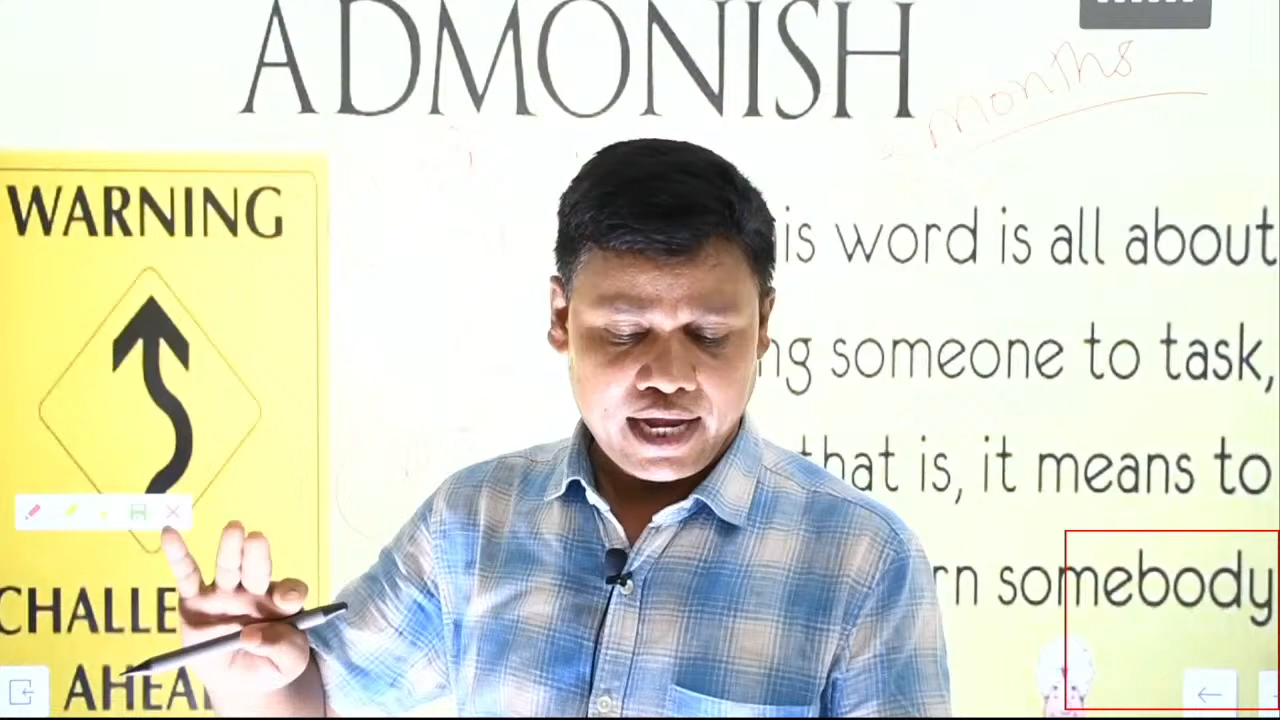 ADMONISH
months
WARNING
is word is all about
ng someone to task,
that is, it means to
rn somebody
CHALLE
AHEA